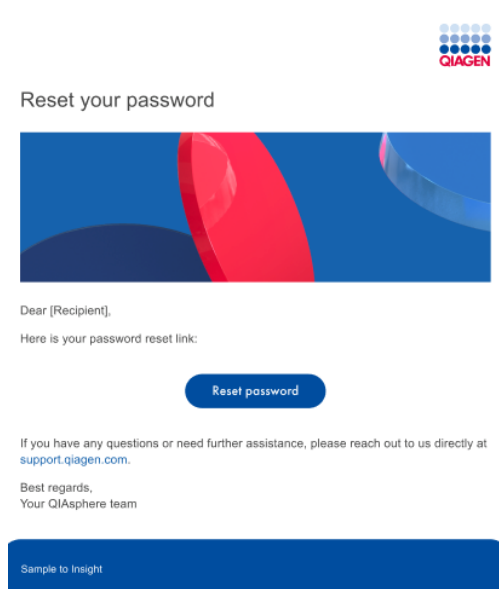 QIAGEN
Reset your password
Dear [Recipient],
Here is your password reset link:
Reset password
If you have any questions or need further assistance, please reach out to us directly at
support.qiagen.com.
Best regards,
Your QIAsphere team
Sample to Insight